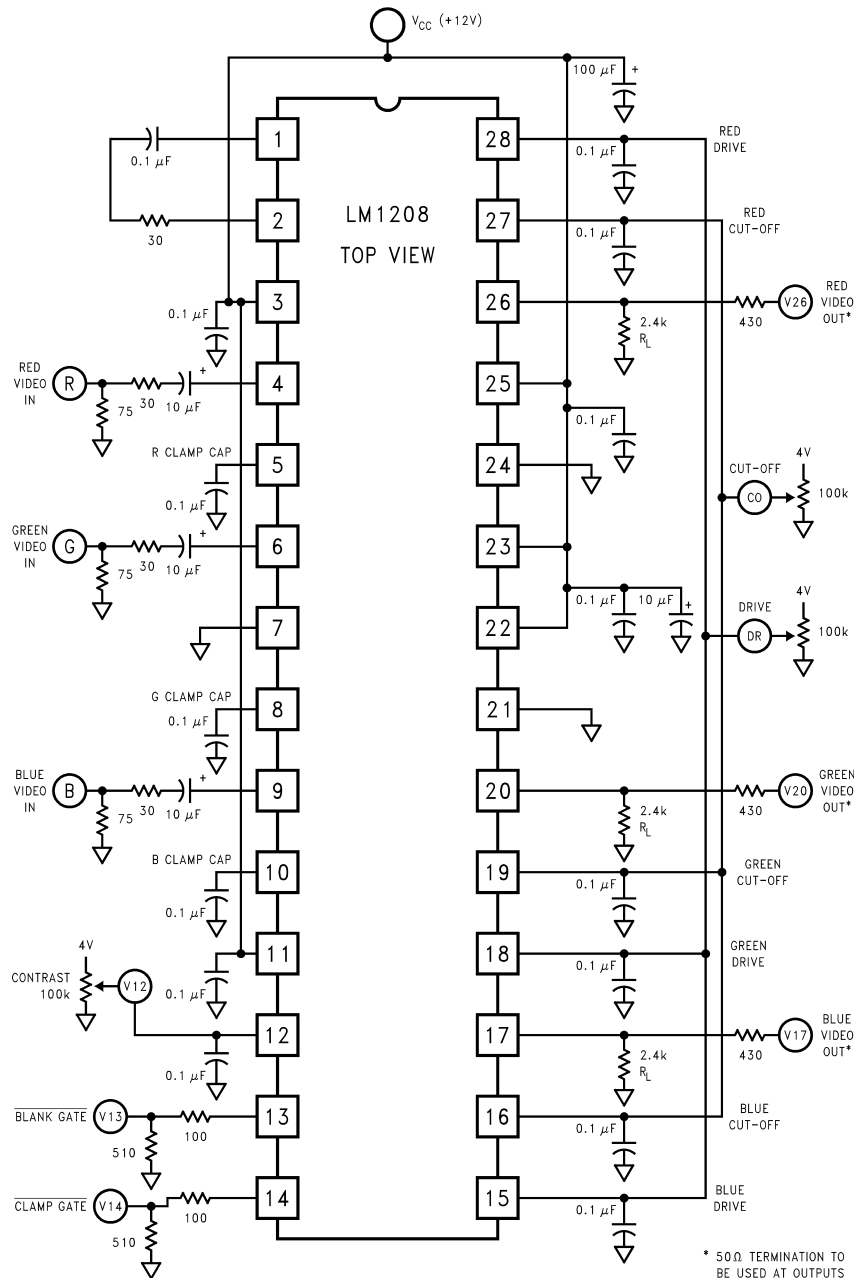 VCC (+12V)
100 μF +
1
28
RED
DRIVE
0.1 μF
0.1 μF
LM1208
TOP VIEW
2
27
RED
CUT-OFF
30
0.1 μF
3
26
V26
RED
VIDEO
OUT*
0.1 μF
2.4k
RL
430
RED
VIDEO
IN
R
75
30
10 μF
+
4
25
0.1 μF
R CLAMP CAP
5
24
0.1 μF
CUT-OFF
CO
4V
100k
GREEN
VIDEO
IN
G
75
30
10 μF
+
6
23
7
22
0.1 μF
10 μF
+
DRIVE
DR
4V
100k
G CLAMP CAP
0.1 μF
8
21
BLUE
VIDEO
IN
B
75
30
10 μF
+
9
20
2.4k
RL
430
V20
GREEN
VIDEO
OUT*
B CLAMP CAP
0.1 μF
10
19
0.1 μF
GREEN
CUT-OFF
4V
CONTRAST
100k
V12
0.1 μF
11
18
0.1 μF
GREEN
DRIVE
12
17
0.1 μF
2.4k
RL
430
V17
BLUE
VIDEO
OUT*
BLANK GATE
V13
510
100
13
16
0.1 μF
BLUE
CUT-OFF
CLAMP GATE
V14
510
100
14
15
0.1 μF
BLUE
DRIVE
* 50Ω TERMINATION TO
BE USED AT OUTPUTS